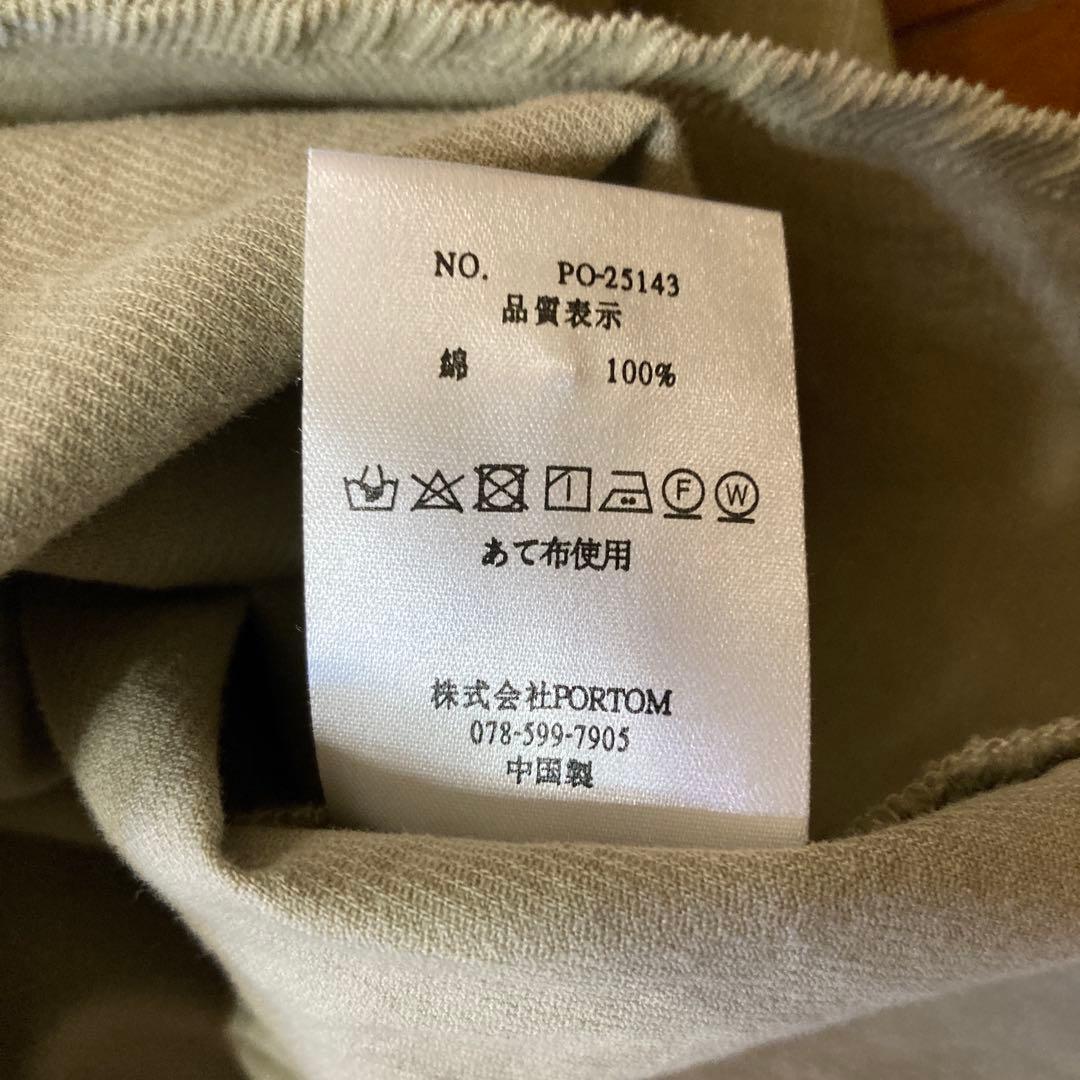 NO. PO-25143
品質表示
綿 100%
F W
あて布使用
株式会社PORTOM
078-599-7905
中国製